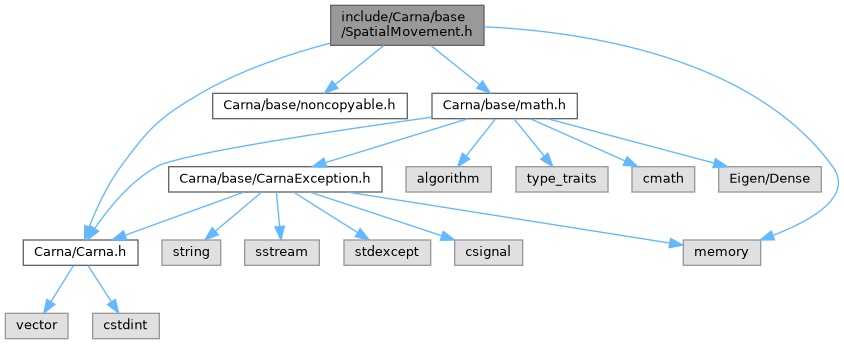 include/Carna/base
/SpatialMovement.h
Carna/base/noncopyable.h
Carna/base/math.h
Carna/base/CarnaException.h
algorithm
type_traits
cmath
Eigen/Dense
Carna/Carna.h
string
sstream
stdexcept
csignal
memory
vector
cstdint